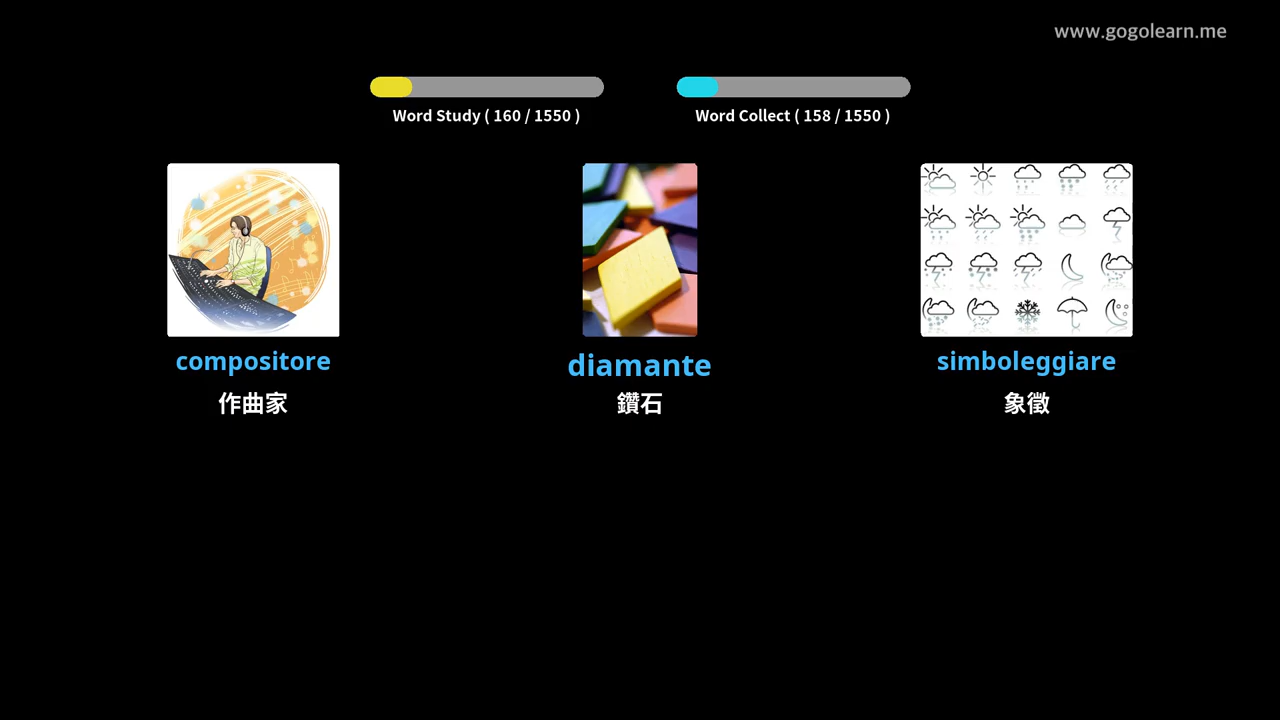 www.gogolearn.me
Word Study ( 160 / 1550 )
Word Collect ( 158 / 1550 )
compositore
diamante
simboleggiare
作曲家
鑽石
象徵